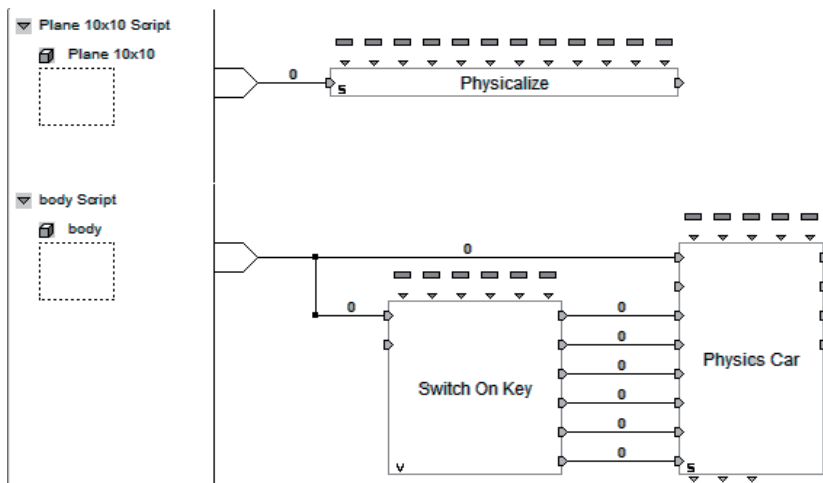 Plane 10x10 Script
Plane 10x10
0
Physicalize
S
body Script
body
0
0
0
0
0
0
0
0
Switch On Key
Physics Car
V
S